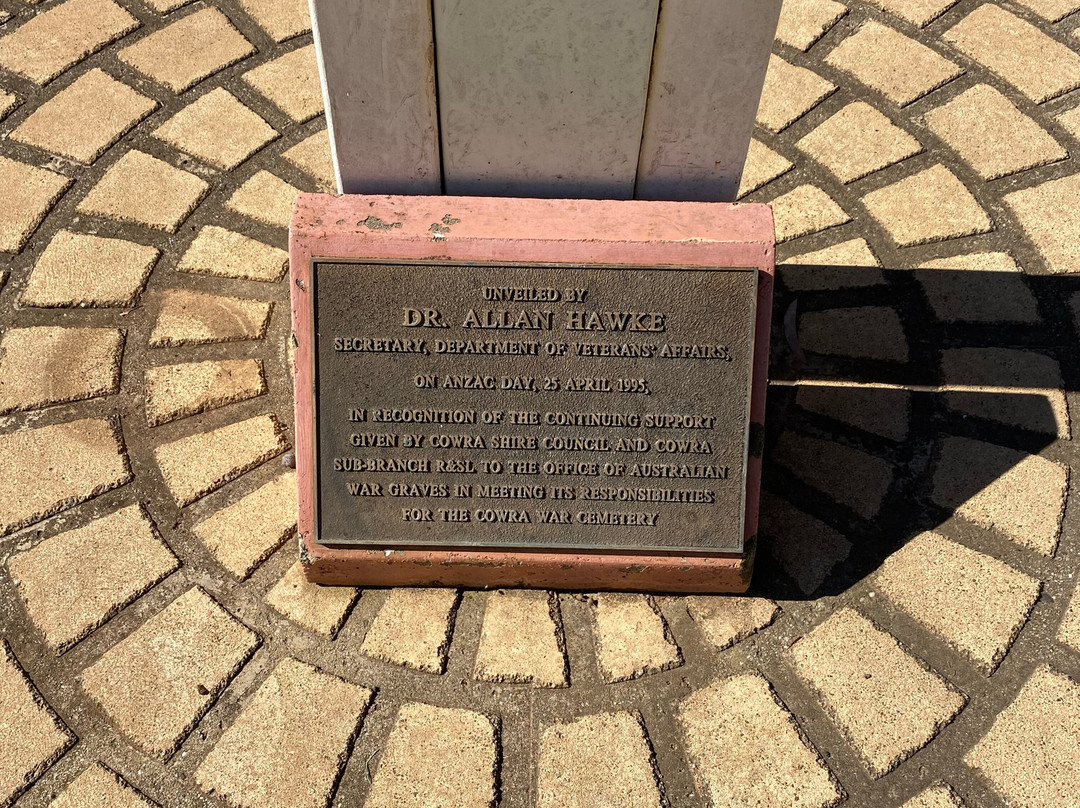 UNVEILED BY
DR. ALLAN HAWKE
SECRETARY, DEPARTMENT OF VETERANS' AFFAIRS,
ON ANZAC DAY, 25 APRIL 1995,
IN RECOGNITION OF THE CONTINUING SUPPORT
GIVEN BY COWRA SHIRE COUNCIL AND COWRA
SUB-BRANCH R&SL TO THE OFFICE OF AUSTRALIAN
WAR GRAVES IN MEETING ITS RESPONSIBILITIES
FOR THE COWRA WAR CEMETERY